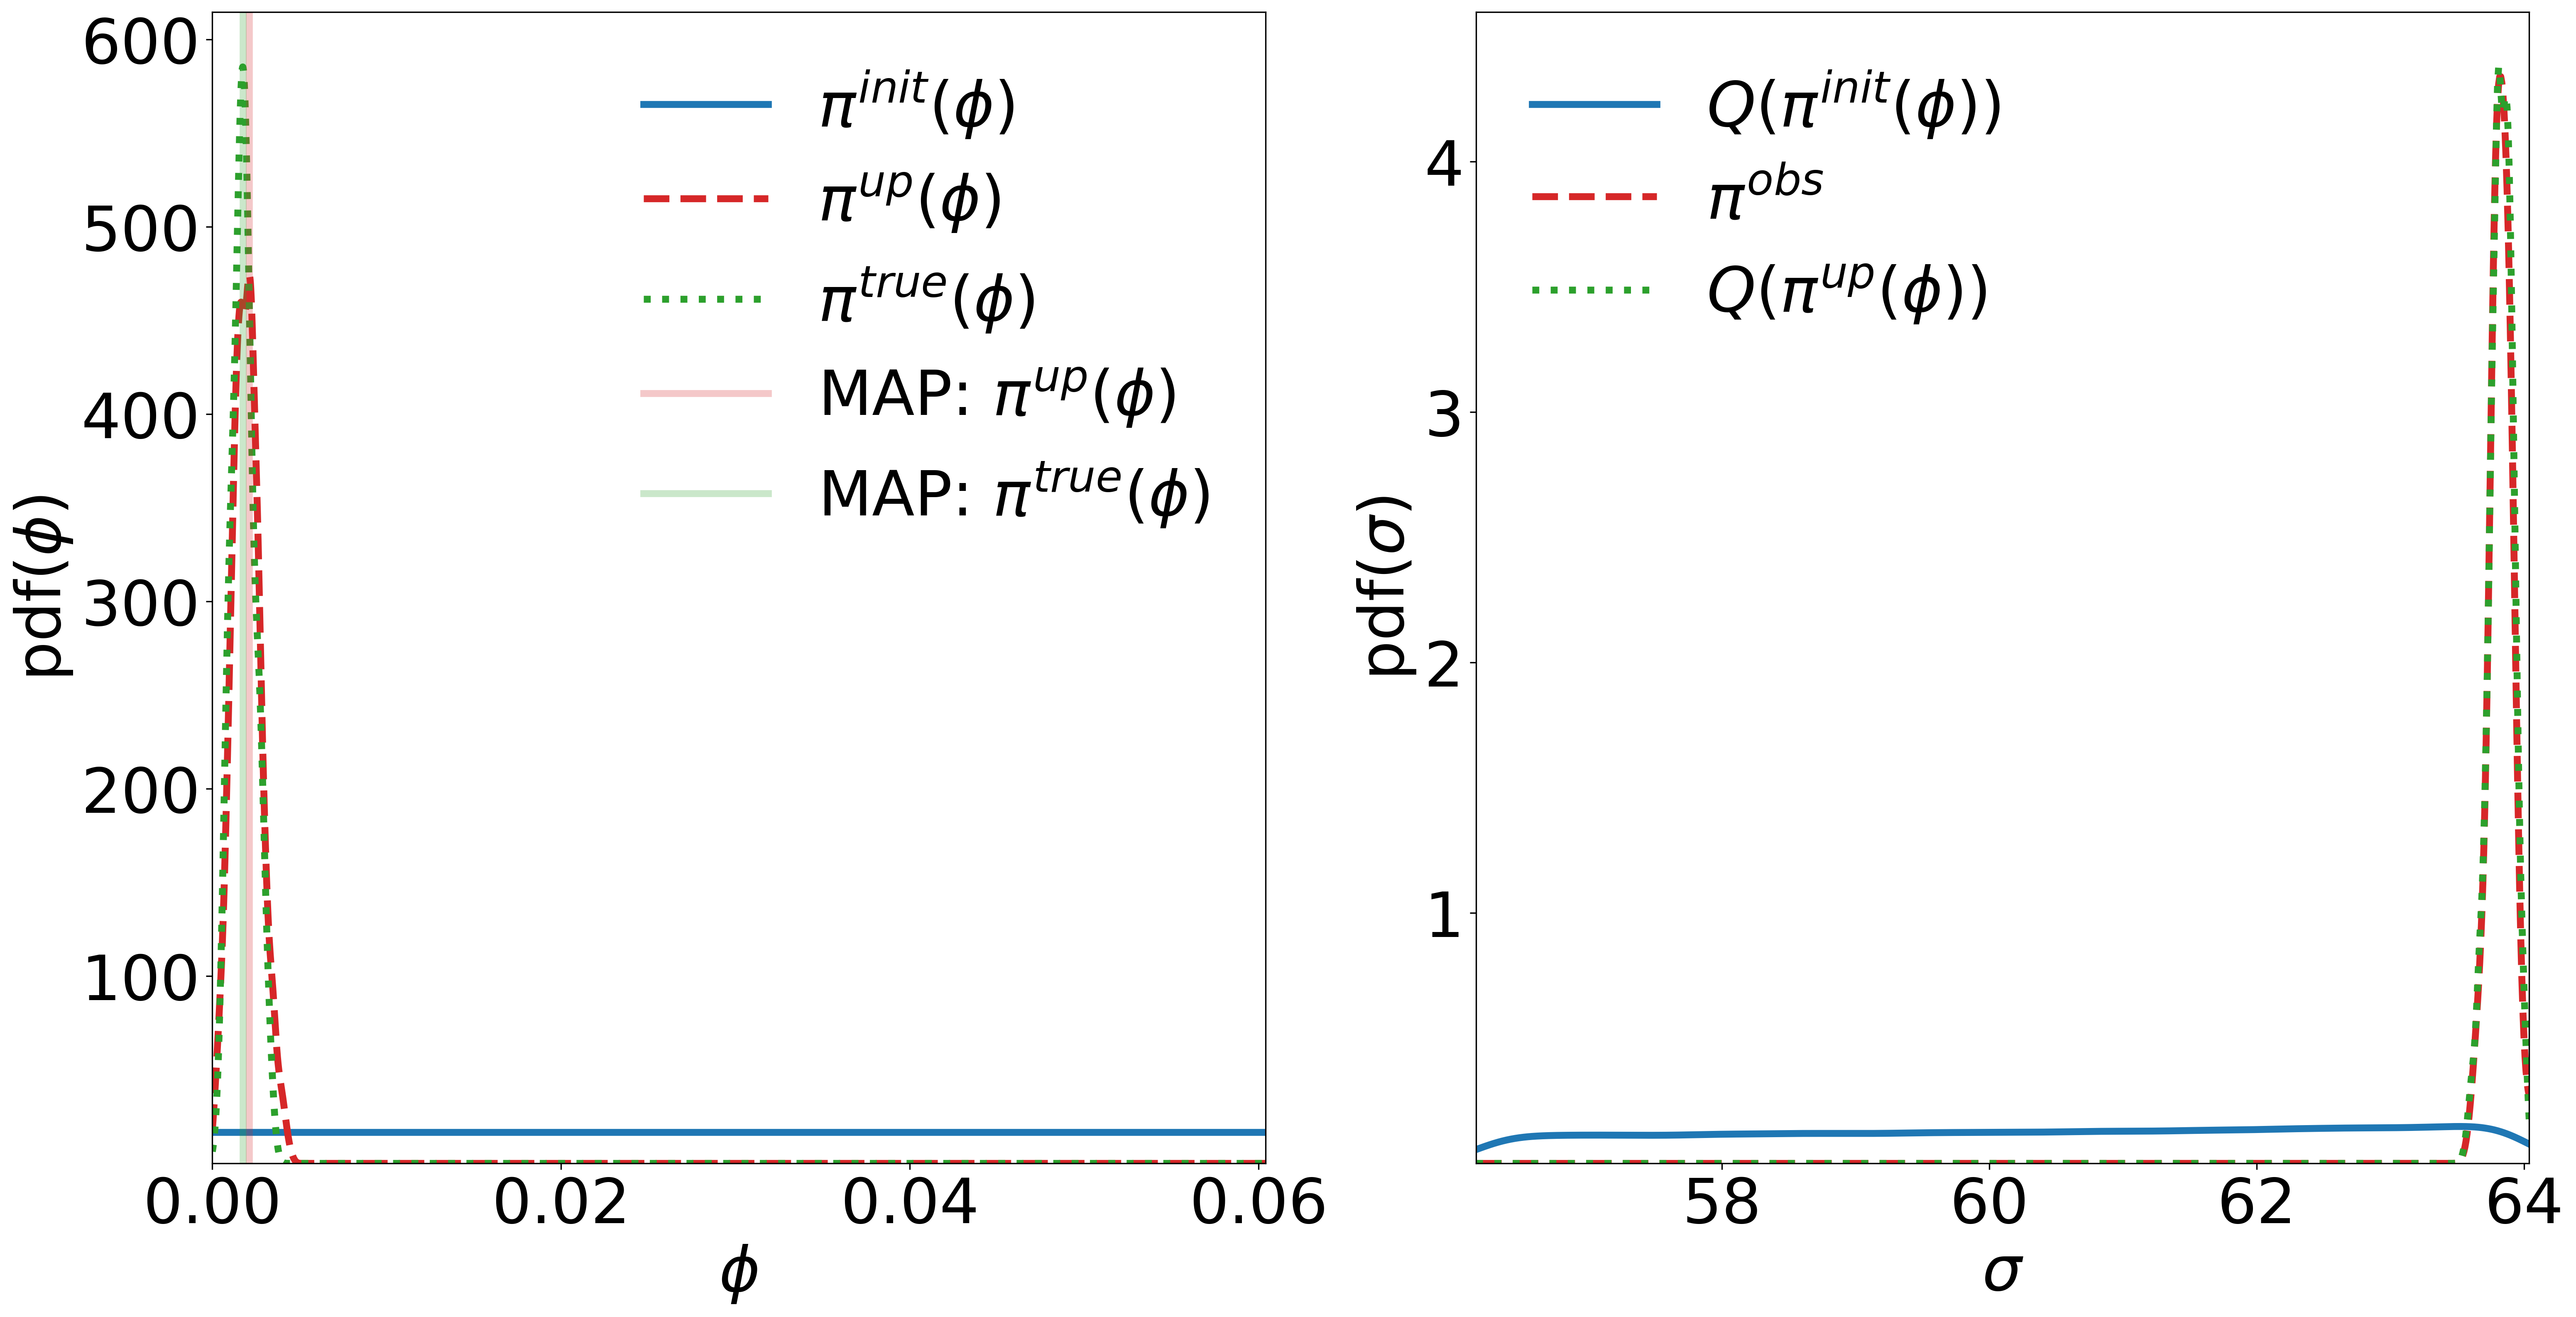 600
500
400
300
200
100
pdf(ϕ)
π^{init}(ϕ)
π^{up}(ϕ)
π^{true}(ϕ)
MAP: π^{up}(ϕ)
MAP: π^{true}(ϕ)
0.00 0.02 0.04 0.06
ϕ
4
3
2
1
pdf(σ)
Q(π^{init}(ϕ))
π^{obs}
Q(π^{up}(ϕ))
58 60 62 64
σ